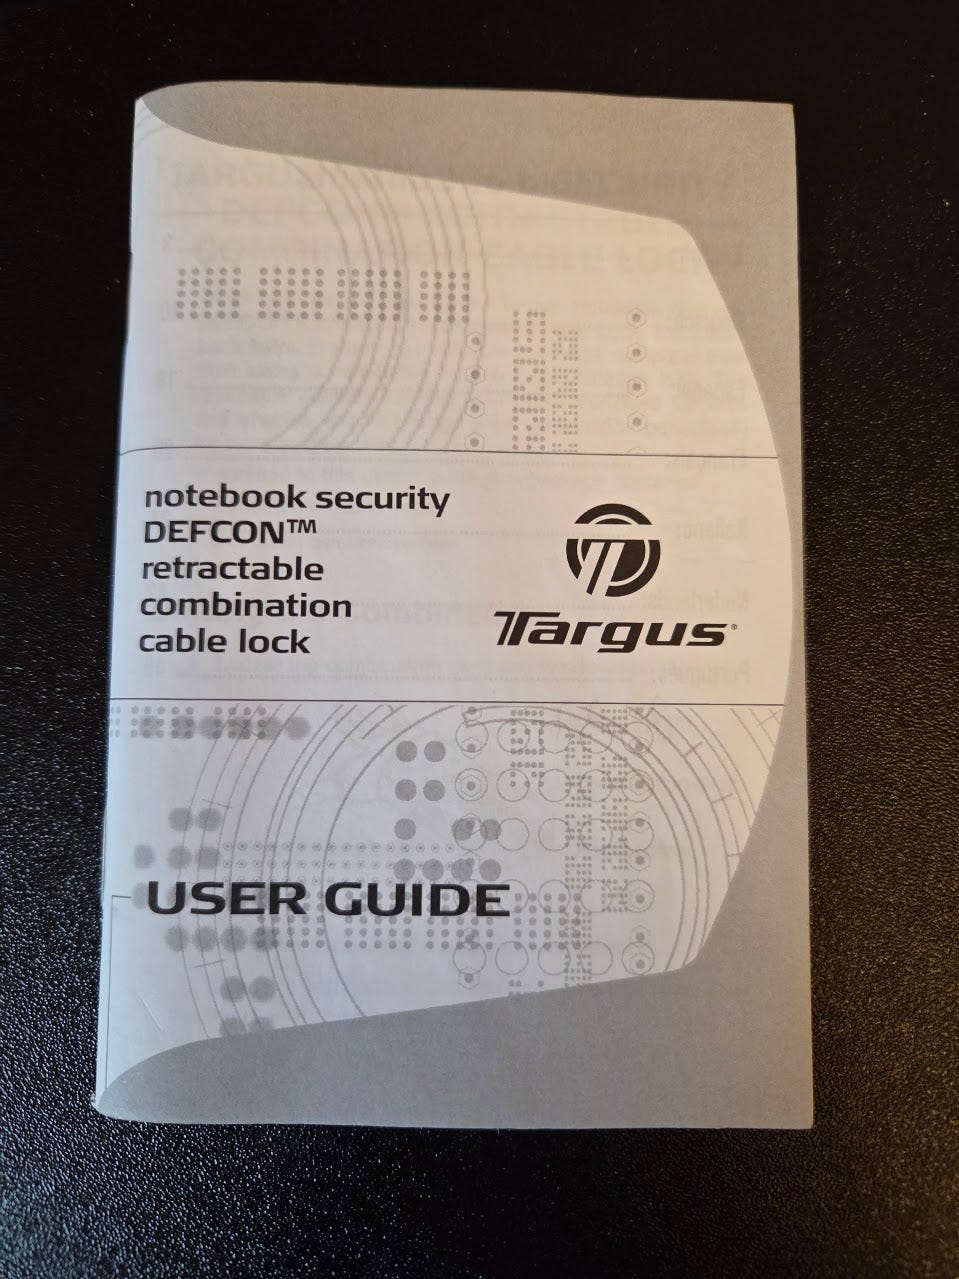 notebook security
DEFCON™
retractable
combination
cable lock
Targus®
USER GUIDE